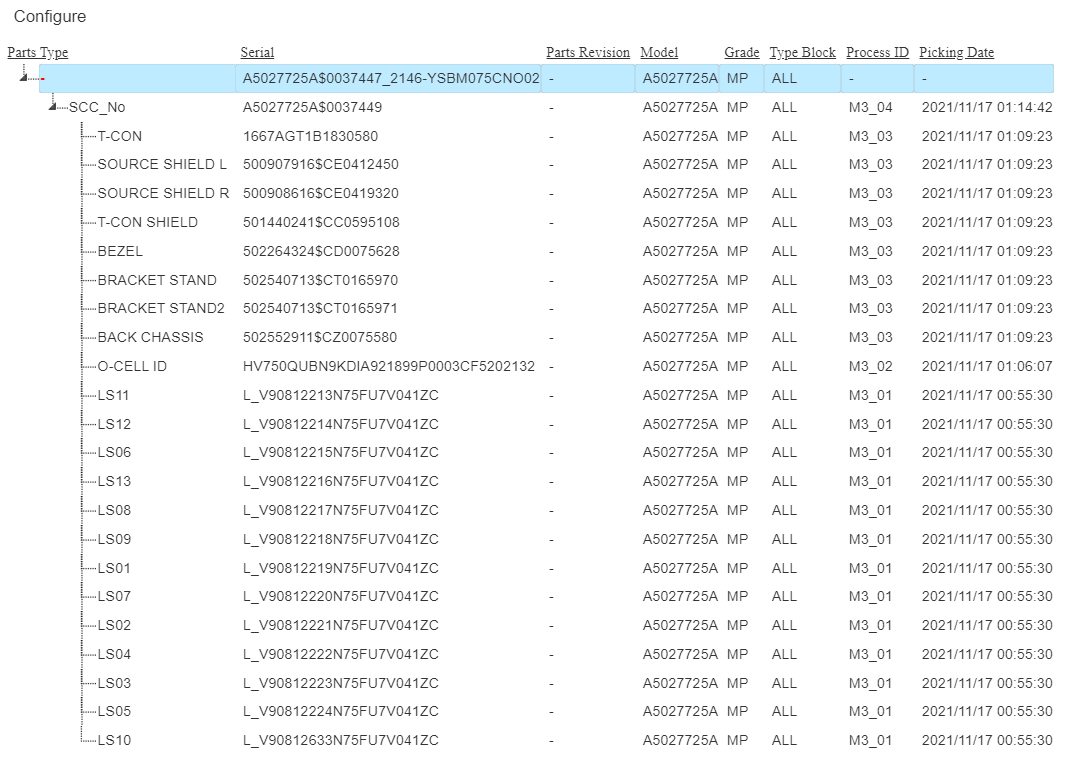 Configure
Parts Type Serial Parts Revision Model Grade Type Block Process ID Picking Date
- A5027725A$0037447_2146-YSBM075CNO02 - A5027725A MP ALL - -
SCC_No A5027725A$0037449 - A5027725A MP ALL M3_04 2021/11/17 01:14:42
T-CON 1667AGT1B1830580 - A5027725A MP ALL M3_03 2021/11/17 01:09:23
SOURCE SHIELD L 500907916$CE0412450 - A5027725A MP ALL M3_03 2021/11/17 01:09:23
SOURCE SHIELD R 500908616$CE0419320 - A5027725A MP ALL M3_03 2021/11/17 01:09:23
T-CON SHIELD 501440241$CC0595108 - A5027725A MP ALL M3_03 2021/11/17 01:09:23
BEZEL 502264324$CD0075628 - A5027725A MP ALL M3_03 2021/11/17 01:09:23
BRACKET STAND 502540713$CT0165970 - A5027725A MP ALL M3_03 2021/11/17 01:09:23
BRACKET STAND2 502540713$CT0165971 - A5027725A MP ALL M3_03 2021/11/17 01:09:23
BACK CHASSIS 502552911$CZ0075580 - A5027725A MP ALL M3_03 2021/11/17 01:09:23
O-CELL ID HV750QUBN9KDIA921899P0003CF5202132 - A5027725A MP ALL M3_02 2021/11/17 01:06:07
LS11 L_V90812213N75FU7V041ZC - A5027725A MP ALL M3_01 2021/11/17 00:55:30
LS12 L_V90812214N75FU7V041ZC - A5027725A MP ALL M3_01 2021/11/17 00:55:30
LS06 L_V90812215N75FU7V041ZC - A5027725A MP ALL M3_01 2021/11/17 00:55:30
LS13 L_V90812216N75FU7V041ZC - A5027725A MP ALL M3_01 2021/11/17 00:55:30
LS08 L_V90812217N75FU7V041ZC - A5027725A MP ALL M3_01 2021/11/17 00:55:30
LS09 L_V90812218N75FU7V041ZC - A5027725A MP ALL M3_01 2021/11/17 00:55:30
LS01 L_V90812219N75FU7V041ZC - A5027725A MP ALL M3_01 2021/11/17 00:55:30
LS07 L_V90812220N75FU7V041ZC - A5027725A MP ALL M3_01 2021/11/17 00:55:30
LS02 L_V90812221N75FU7V041ZC - A5027725A MP ALL M3_01 2021/11/17 00:55:30
LS04 L_V90812222N75FU7V041ZC - A5027725A MP ALL M3_01 2021/11/17 00:55:30
LS03 L_V90812223N75FU7V041ZC - A5027725A MP ALL M3_01 2021/11/17 00:55:30
LS05 L_V90812224N75FU7V041ZC - A5027725A MP ALL M3_01 2021/11/17 00:55:30
LS10 L_V90812633N75FU7V041ZC - A5027725A MP ALL M3_01 2021/11/17 00:55:30